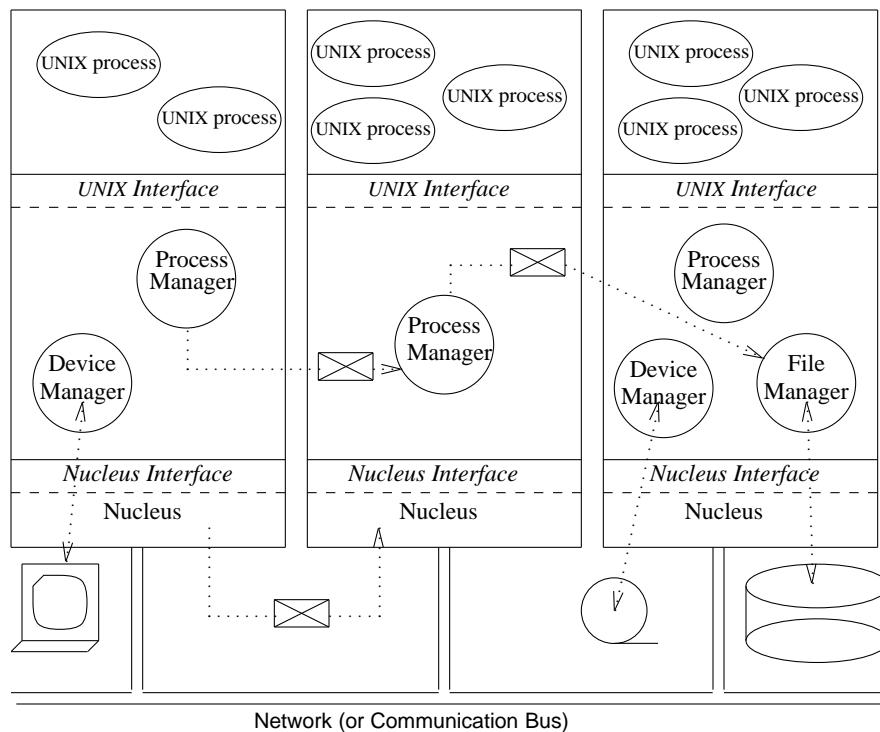 UNIX process
UNIX process
UNIX Interface
Process
Manager
Device
Manager
Nucleus Interface
Nucleus
UNIX process
UNIX process
UNIX process
UNIX Interface
Process
Manager
Nucleus Interface
Nucleus
UNIX process
UNIX process
UNIX process
UNIX Interface
Process
Manager
Device
Manager
File
Manager
Nucleus Interface
Nucleus
Network (or Communication Bus)